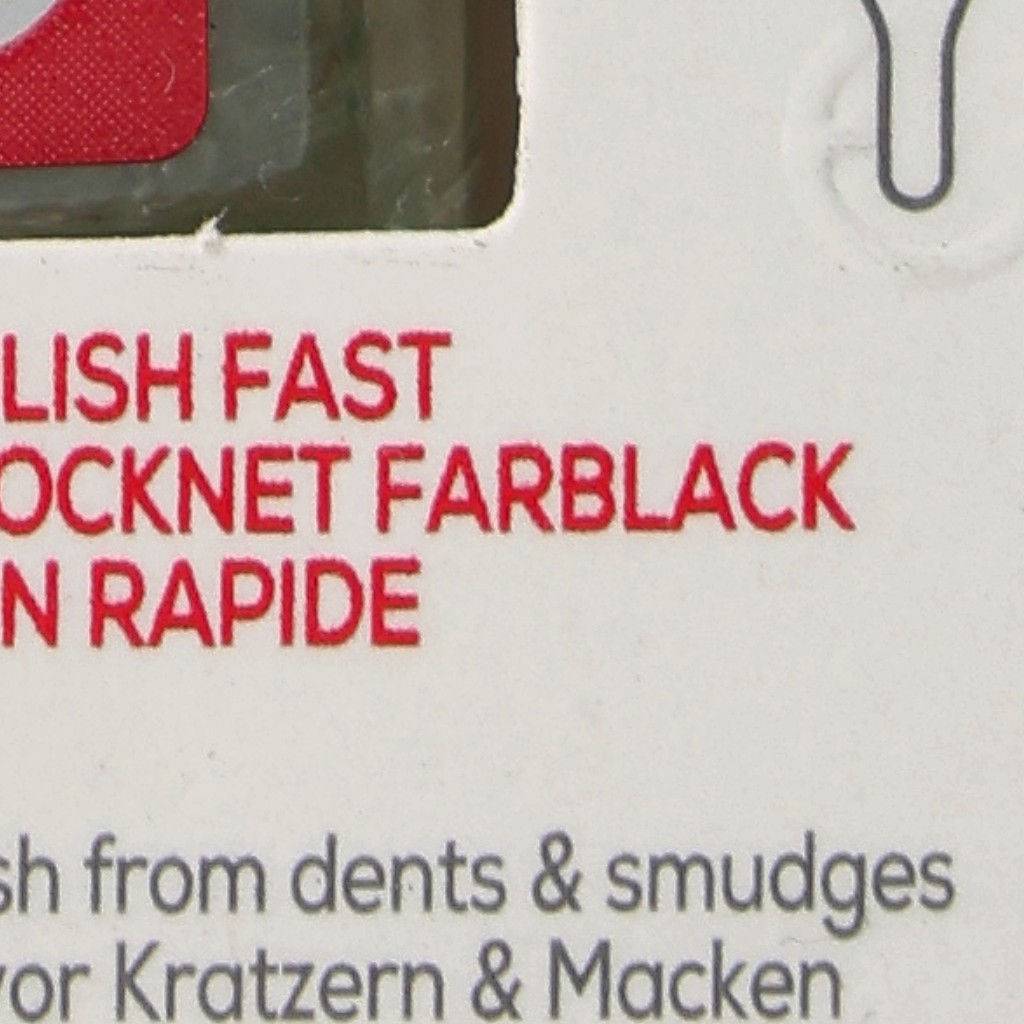 LISH FAST
OCKNET FARBLACK
N RAPIDE
sh from dents & smudges
vor Kratzern & Macken